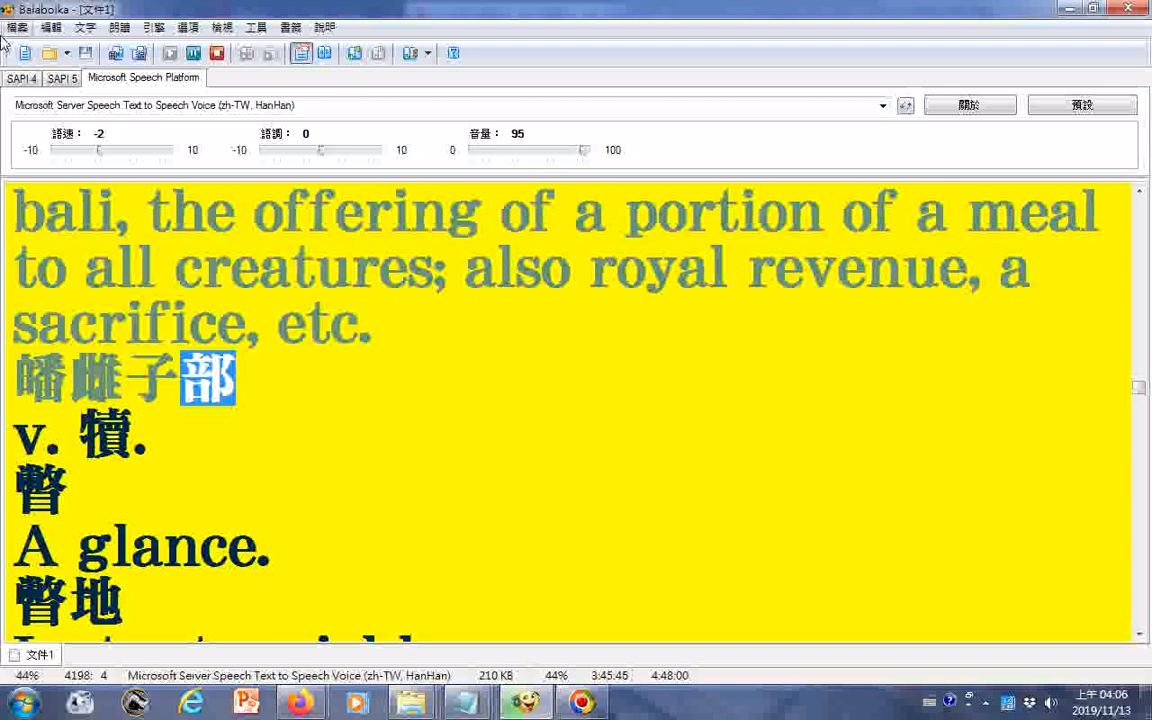 Balabolka - [文件1]
檔案 編輯 文字 朗讀 引擎 選項 檢視 工具 書籤 說明
SAPI 4 SAPI 5 Microsoft Speech Platform
Microsoft Server Speech Text to Speech Voice (zh-TW, HanHan) 關於 預設
語速： -2 語調： 0 音量： 95
-10 10 -10 10 0 100
bali, the offering of a portion of a meal
to all creatures; also royal revenue, a
sacrifice, etc.
皤雌子部
v. 犢.
瞥
A glance.
瞥地
文件1
44% 4198: 4 Microsoft Server Speech Text to Speech Voice (zh-TW, HanHan) 210 KB 44% 3:45:45 4:48:00
上午 04:06
2019/11/13